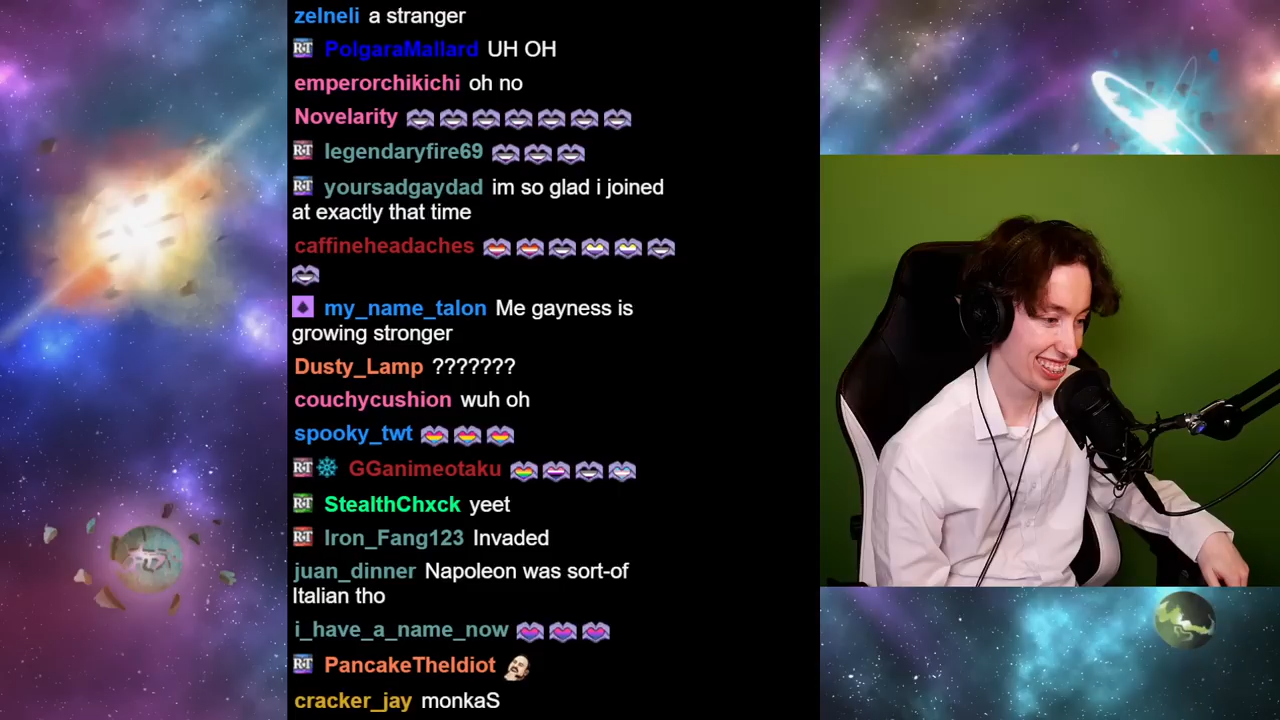 zelneli a stranger
R&T PolgaraMallard UH OH
emperorchikichi oh no
Novelarity
R&T legendaryfire69
R&T yoursadgaydad im so glad i joined
at exactly that time
caffineheadaches
my_name_talon Me gayness is
growing stronger
Dusty_Lamp ???????
couchycushion wuh oh
spooky_twt
R&T GGanimeotaku
R&T StealthChxck yeet
R&T Iron_Fang123 Invaded
juan_dinner Napoleon was sort-of
Italian tho
i_have_a_name_now
R&T PancakeTheIdiot
cracker_jay monkaS